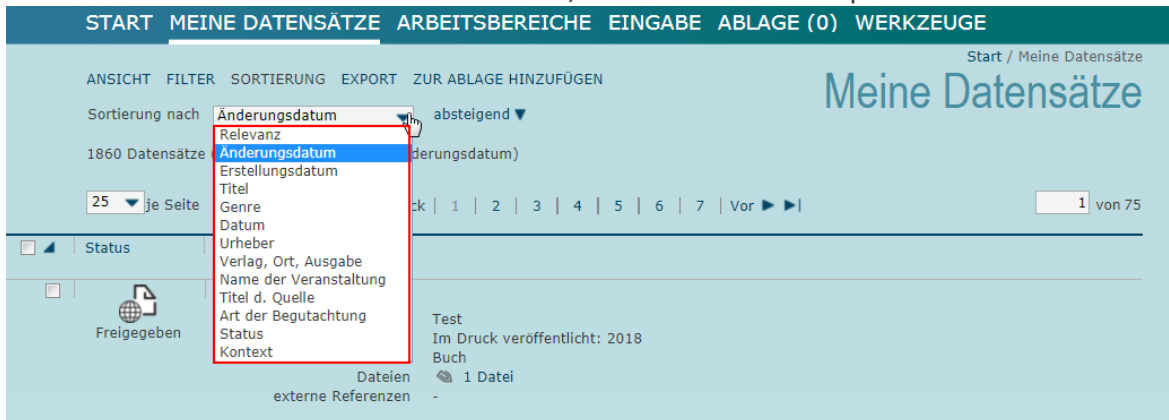 START MEINE DATENSÄTZE ARBEITSBEREICHE EINGABE ABLAGE (0) WERKZEUGE
Start / Meine Datensätze
ANSICHT FILTER SORTIERUNG EXPORT ZUR ABLAGE HINZUFÜGEN
Meine Datensätze
Sortierung nach Änderungsdatum absteigend
Relevanz
1860 Datensätze ( Änderungsdatum derungsdatum)
Erstellungsdatum
Titel
25 je Seite Genre ck | 1 | 2 | 3 | 4 | 5 | 6 | 7 | Vor 1 von 75
Datum
Status Urheber
Verlag, Ort, Ausgabe
Name der Veranstaltung
Titel d. Quelle
Art der Begutachtung Test
Freigegeben Status Im Druck veröffentlicht: 2018
Kontext Buch
Dateien 1 Datei
externe Referenzen -